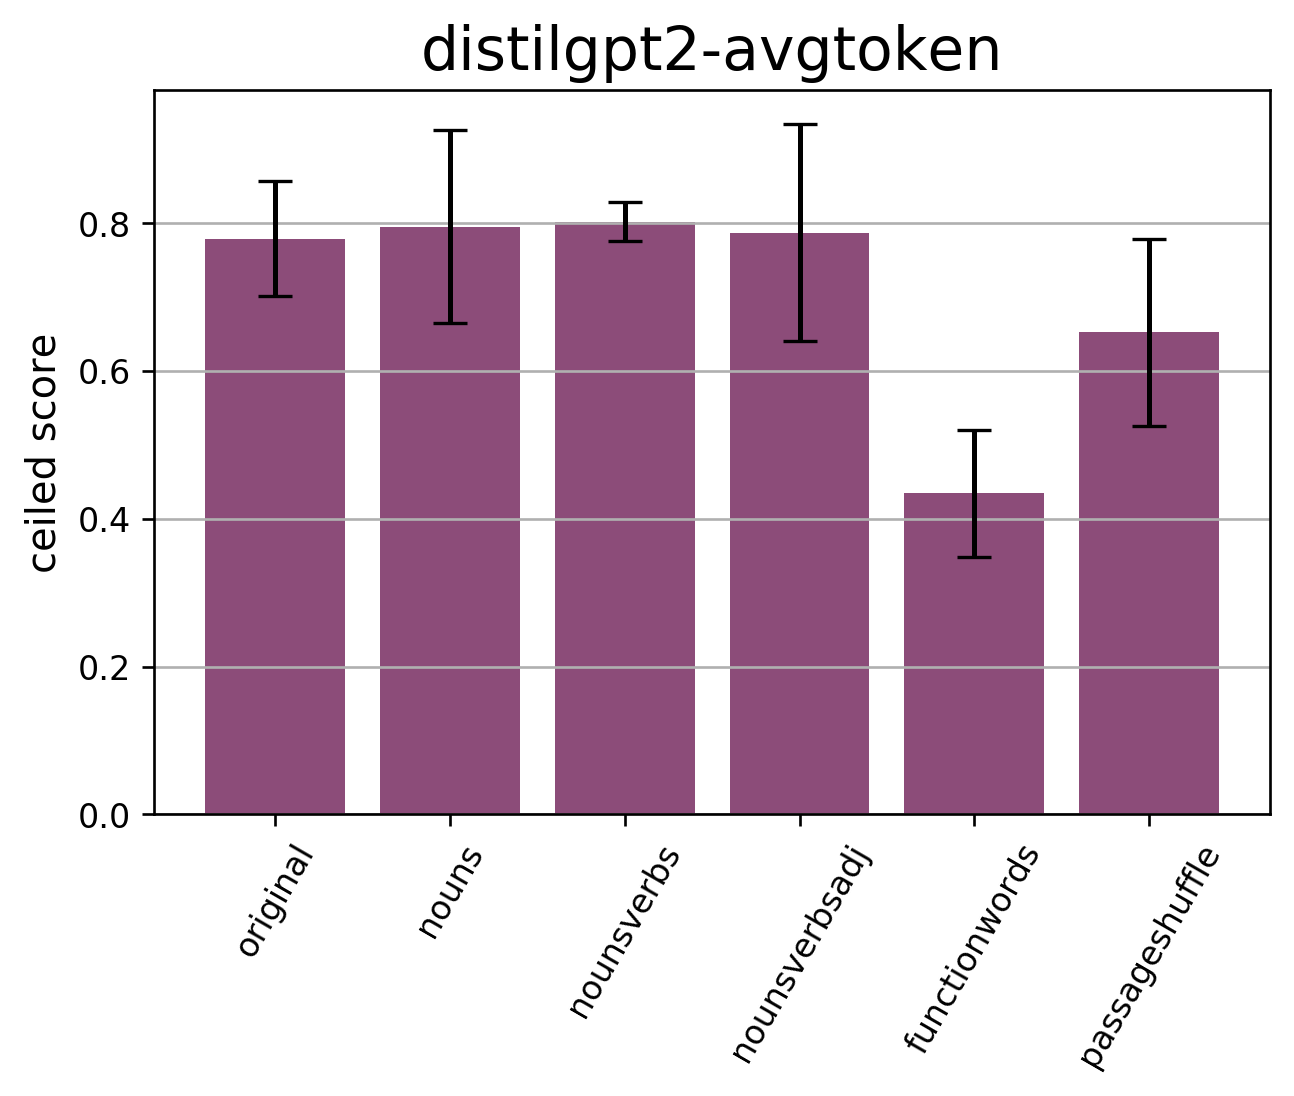 distilgpt2-avgtoken
ceiled score
0.8
0.6
0.4
0.2
0.0
original
nouns
nounsverbs
nounsverbsadj
functionwords
passageshuffle